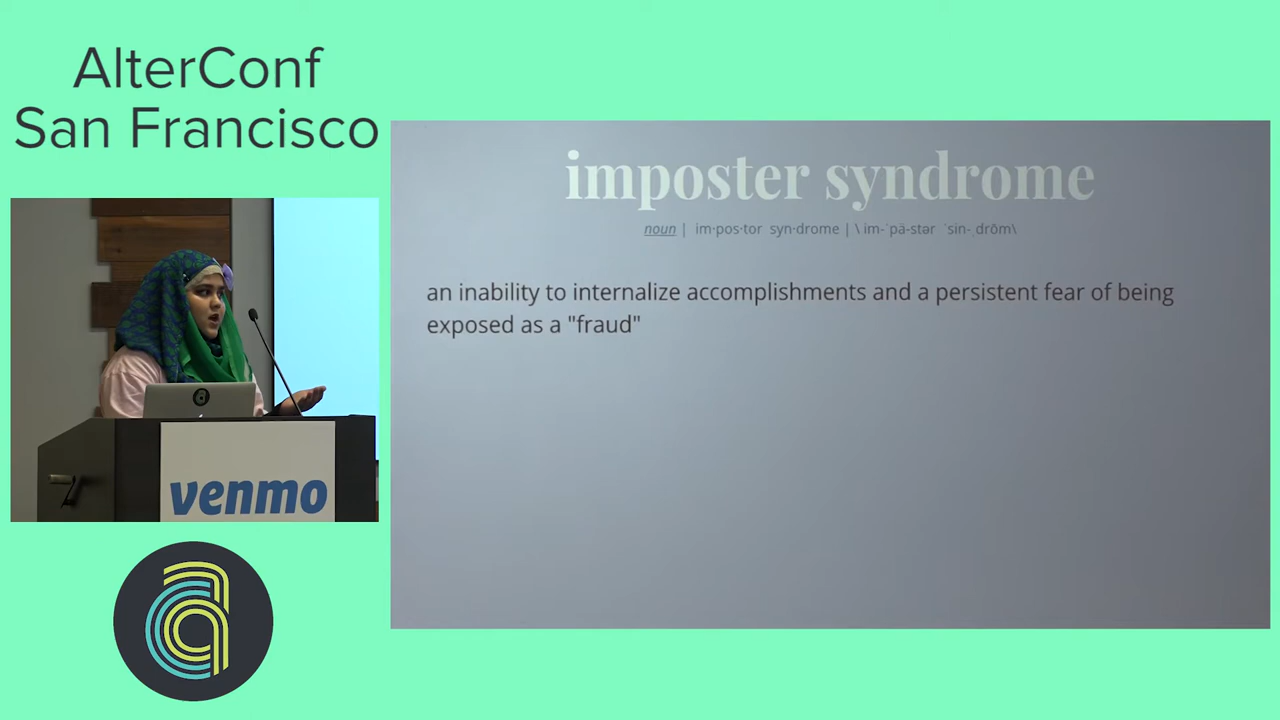 AlterConf
San Francisco
imposter syndrome
noun | im·pos·tor syn·drome | \ im-ˈpä-stər ˈsin-ˌdrōm\
an inability to internalize accomplishments and a persistent fear of being
exposed as a "fraud"
venmo